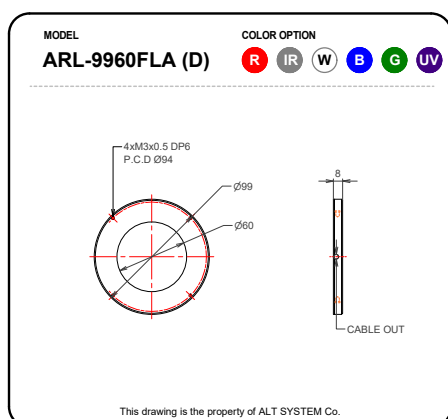 MODEL
COLOR OPTION
ARL-9960FLA (D)
R IR W B G UV
4xM3x0.5 DP6
P.C.D Ø94
Ø99
Ø60
8
CABLE OUT
This drawing is the property of ALT SYSTEM Co.